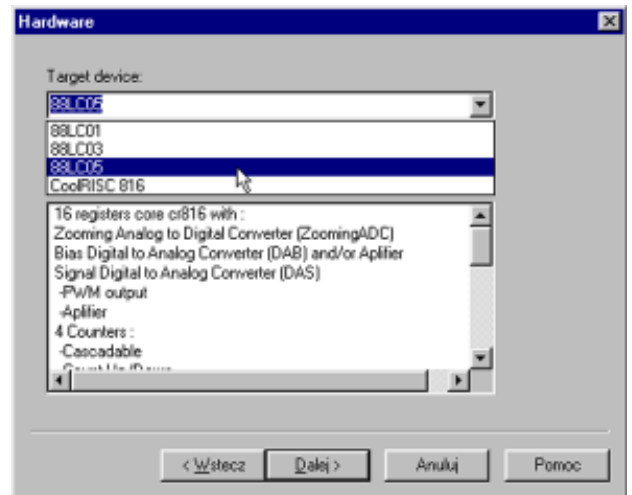 Hardware
Target device:
88LC05
88LC01
88LC03
88LC05
CoolRISC 816
16 registers core cr816 with :
Zooming Analog to Digital Converter (ZoomingADC)
Bias Digital to Analog Converter (DAB) and/or Aplifier
Signal Digital to Analog Converter (DAS)
-PWM output
-Aplifier
4 Counters :
-Cascadable
< Wstecz
Dalej >
Anuluj
Pomoc